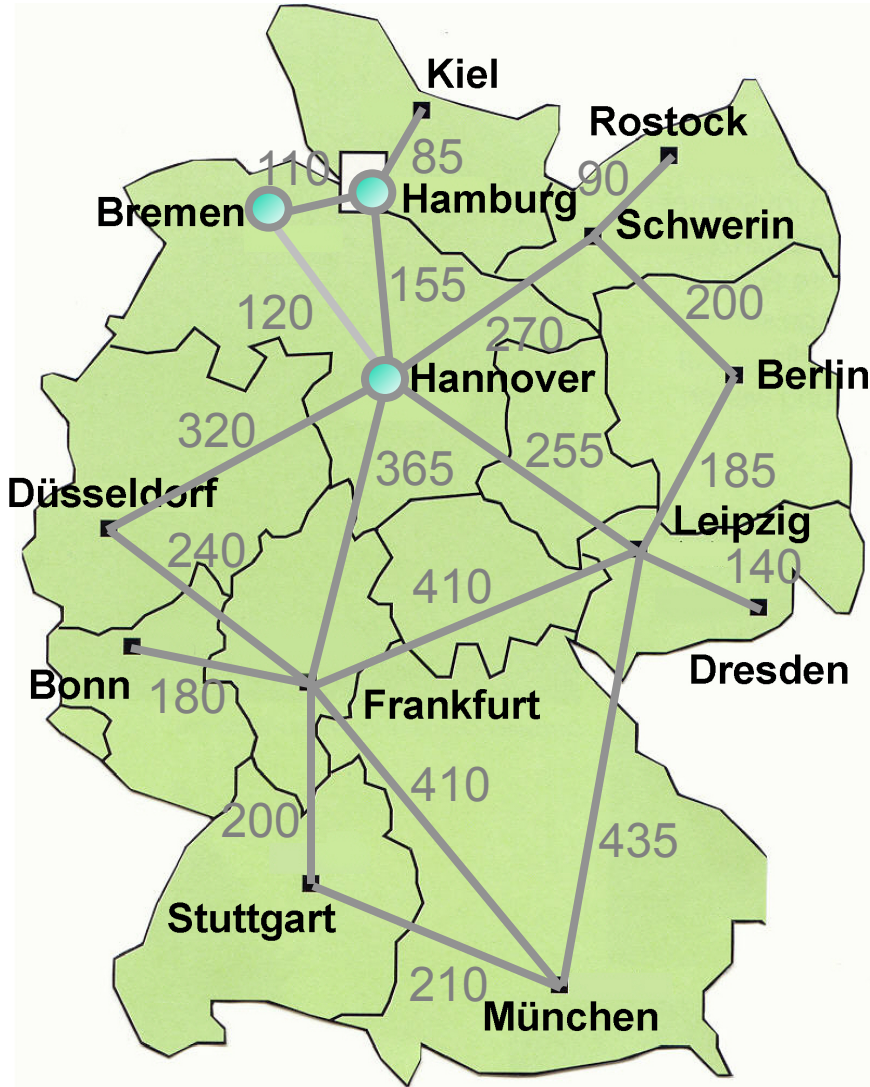 Kiel
Rostock
110
85
90
Bremen
Hamburg
Schwerin
155
200
120
270
Hannover
Berlin
320
365
255
185
Düsseldorf
Leipzig
240
410
140
Bonn
180
Frankfurt
Dresden
410
200
435
Stuttgart
210
München